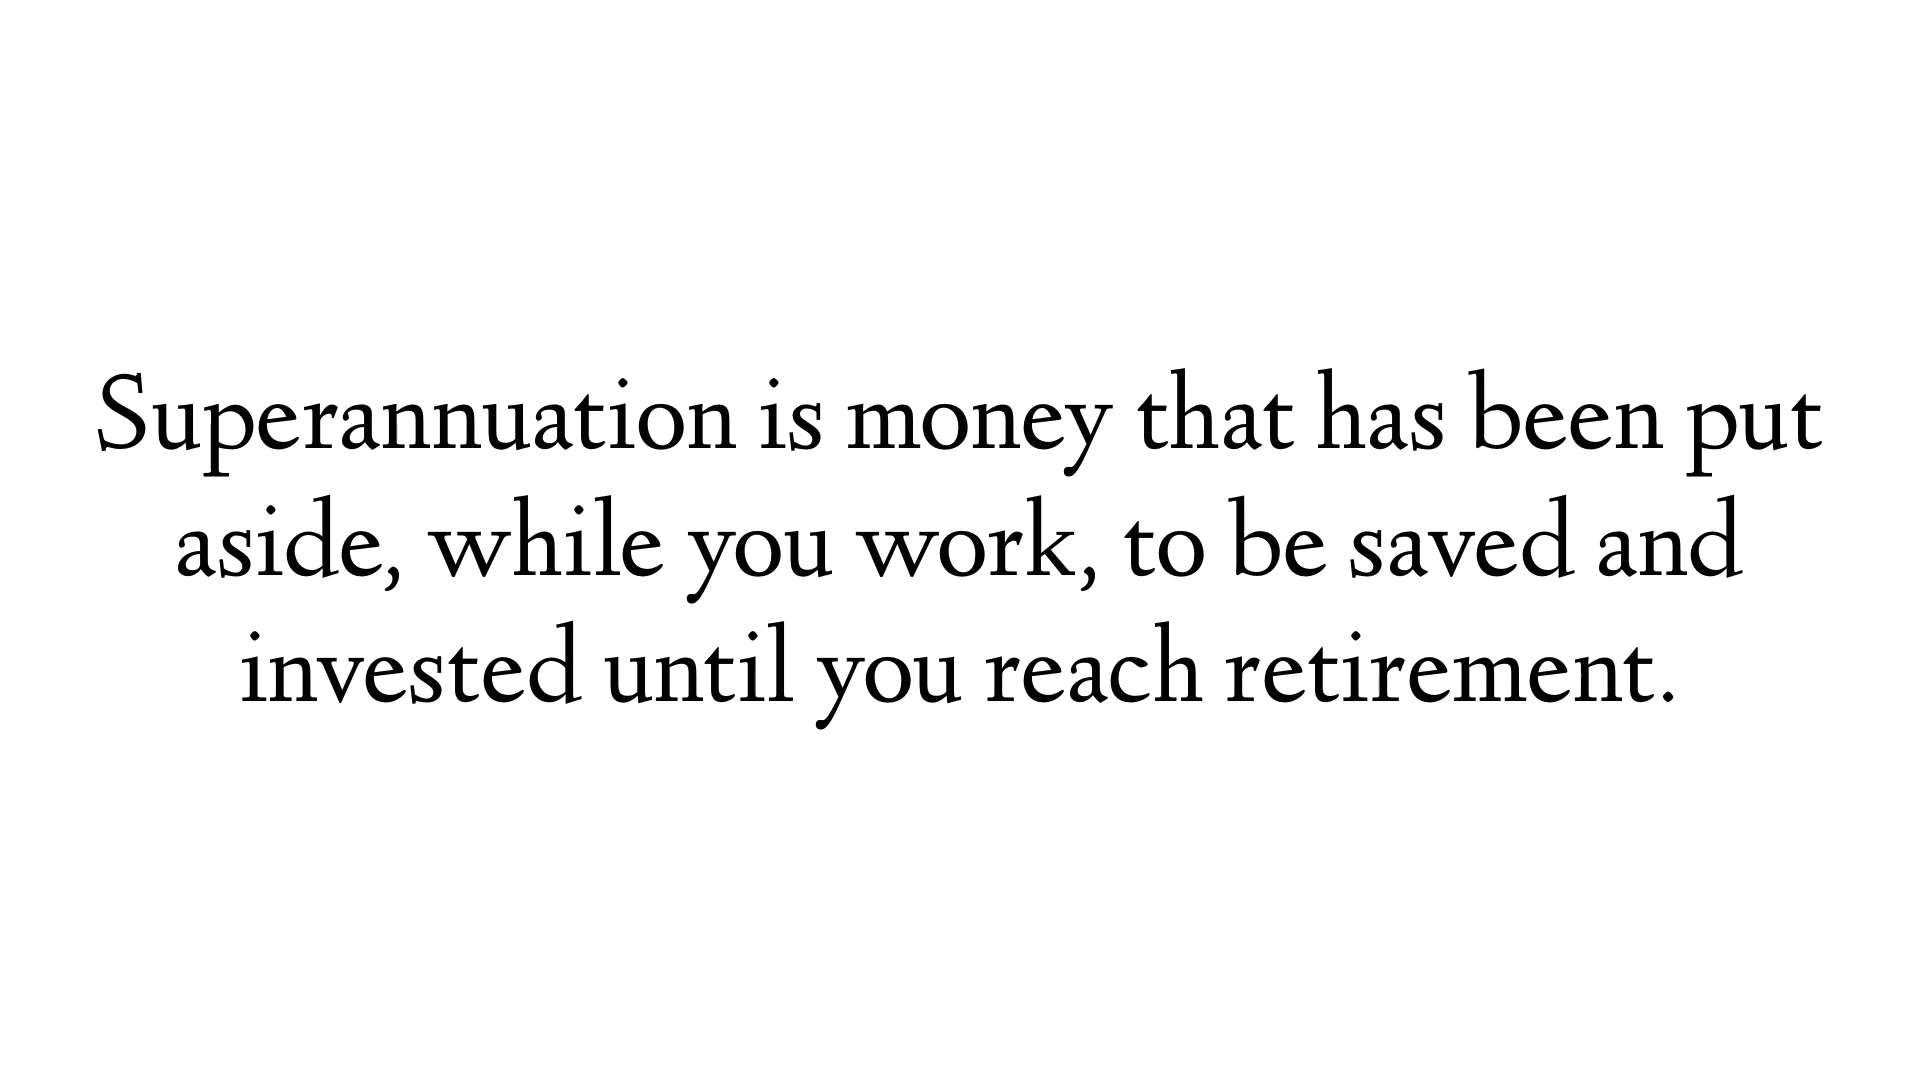 Superannuation is money that has been put
aside, while you work, to be saved and
invested until you reach retirement.